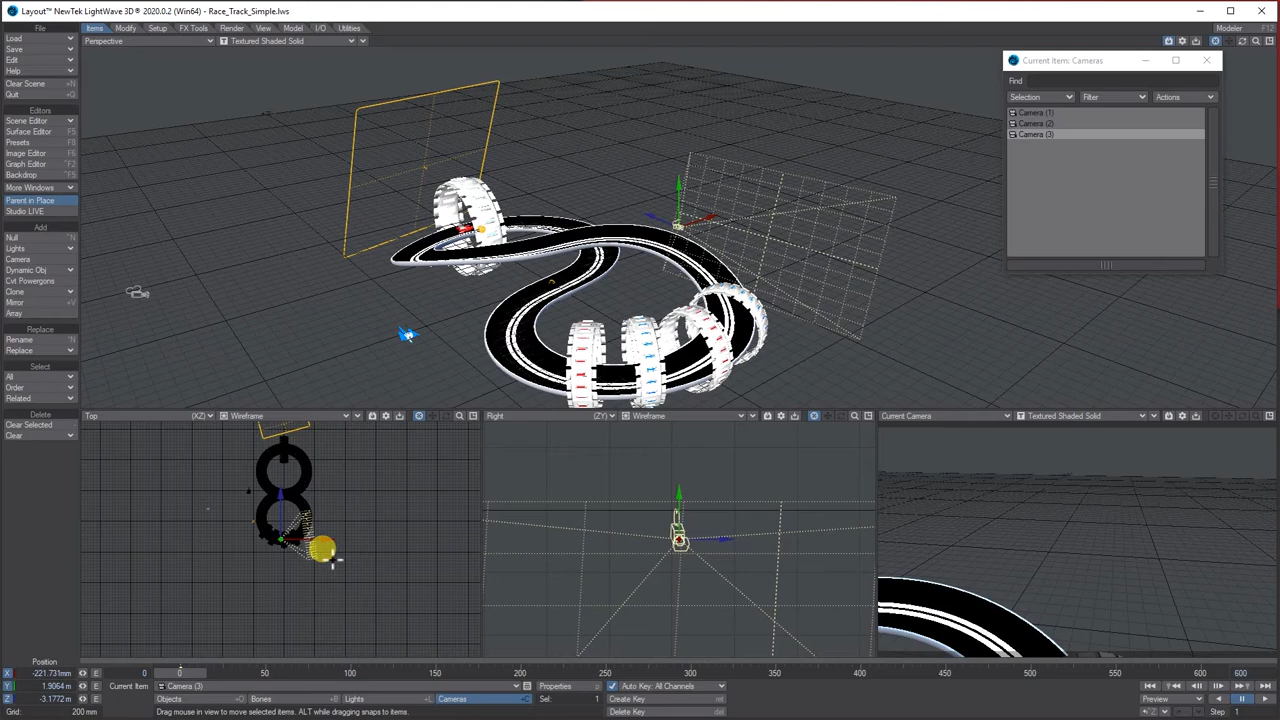 Layout™ NewTek LightWave 3D® 2020.0.2 (Win64) - Race_Track_Simple.lws
File Items Modify Setup FX Tools Render View Model I/O Utilities Modeler F12
Load Perspective Textured Shaded Solid
Save
Edit
Help
Clear Scene +N
Quit +Q
Editors
Scene Editor
Surface Editor F5
Presets F8
Image Editor F6
Graph Editor ^F2
Backdrop ^F5
More Windows
Parent in Place
Studio LIVE
Add
Null ^N
Lights
Camera
Dynamic Obj
Cvt Powergons
Clone
Mirror V
Array
Replace
Rename ^N
Replace
Select
All
Order
Related
Delete
Clear Selected -
Clear
Current Item: Cameras
Find
Selection Filter Actions
Camera (1)
Camera (2)
Camera (3)
Top (XZ) Wireframe
Right (ZY) Wireframe
Current Camera Textured Shaded Solid
Position
X -221.731mm E 0 0 50 100 150 200 250 300 350 400 450 500 550 600 600
Y 1.9064 m E Current Item Camera (3) Properties p Auto Key: All Channels
Z -3.1772 m E Objects +O Bones +B Lights +L Cameras +C Sel: 1 Create Key Preview
Grid: 200 mm Drag mouse in view to move selected items. ALT while dragging snaps to items. Delete Key Step 1